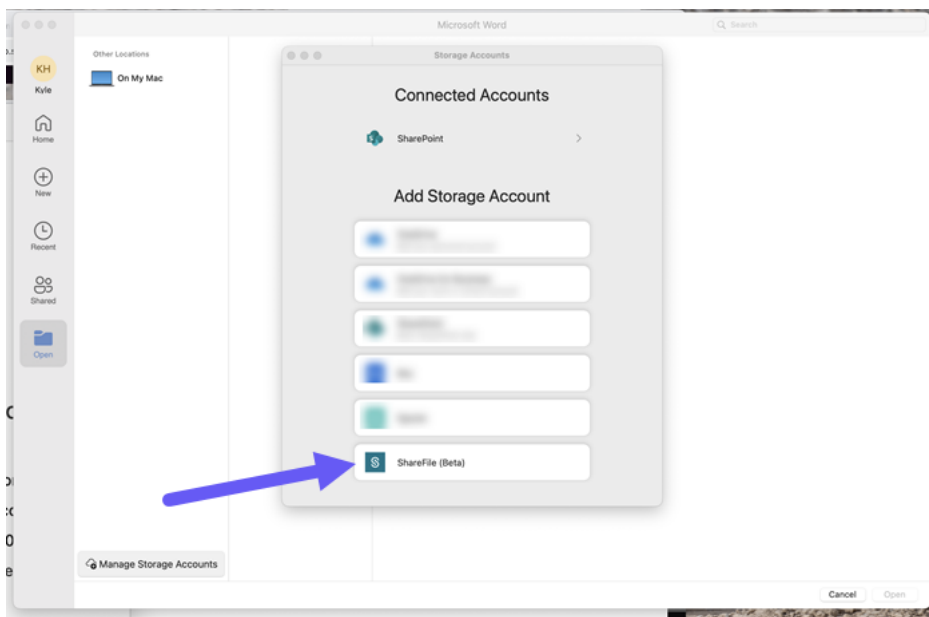 Microsoft Word
Search
KH
Kyle
Home
New
Recent
Shared
Open
Other Locations
On My Mac
Manage Storage Accounts
Storage Accounts
Connected Accounts
SharePoint
Add Storage Account
ShareFile (Beta)
Cancel
Open